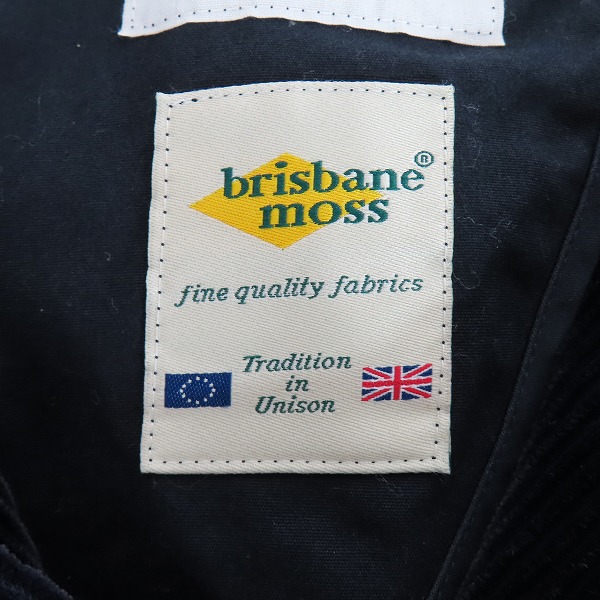 brisbane®
moss
fine quality fabrics
Tradition
in
Unison